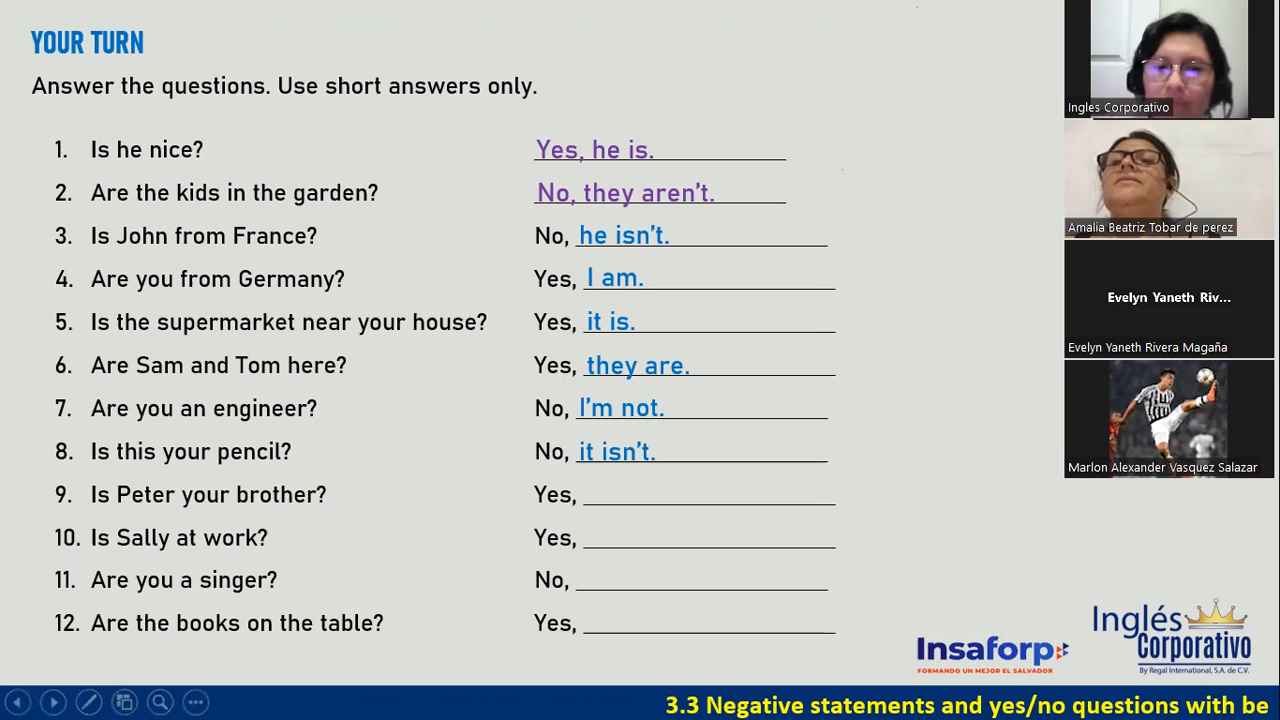 YOUR TURN
Answer the questions. Use short answers only.
1. Is he nice? Yes, he is.
2. Are the kids in the garden? No, they aren't.
3. Is John from France? No, he isn't.
4. Are you from Germany? Yes, I am.
5. Is the supermarket near your house? Yes, it is.
6. Are Sam and Tom here? Yes, they are.
7. Are you an engineer? No, I'm not.
8. Is this your pencil? No, it isn't.
9. Is Peter your brother? Yes,
10. Is Sally at work? Yes,
11. Are you a singer? No,
12. Are the books on the table? Yes,
Ingles Corporativo
Amalia Beatriz Tobar de perez
Evelyn Yaneth Riv...
Evelyn Yaneth Rivera Magaña
Marlon Alexander Vasquez Salazar
Insaforp
FORMANDO UN MEJOR EL SALVADOR
Inglés
Corporativo
By Regal International, S.A. de C.V.
3.3 Negative statements and yes/no questions with be